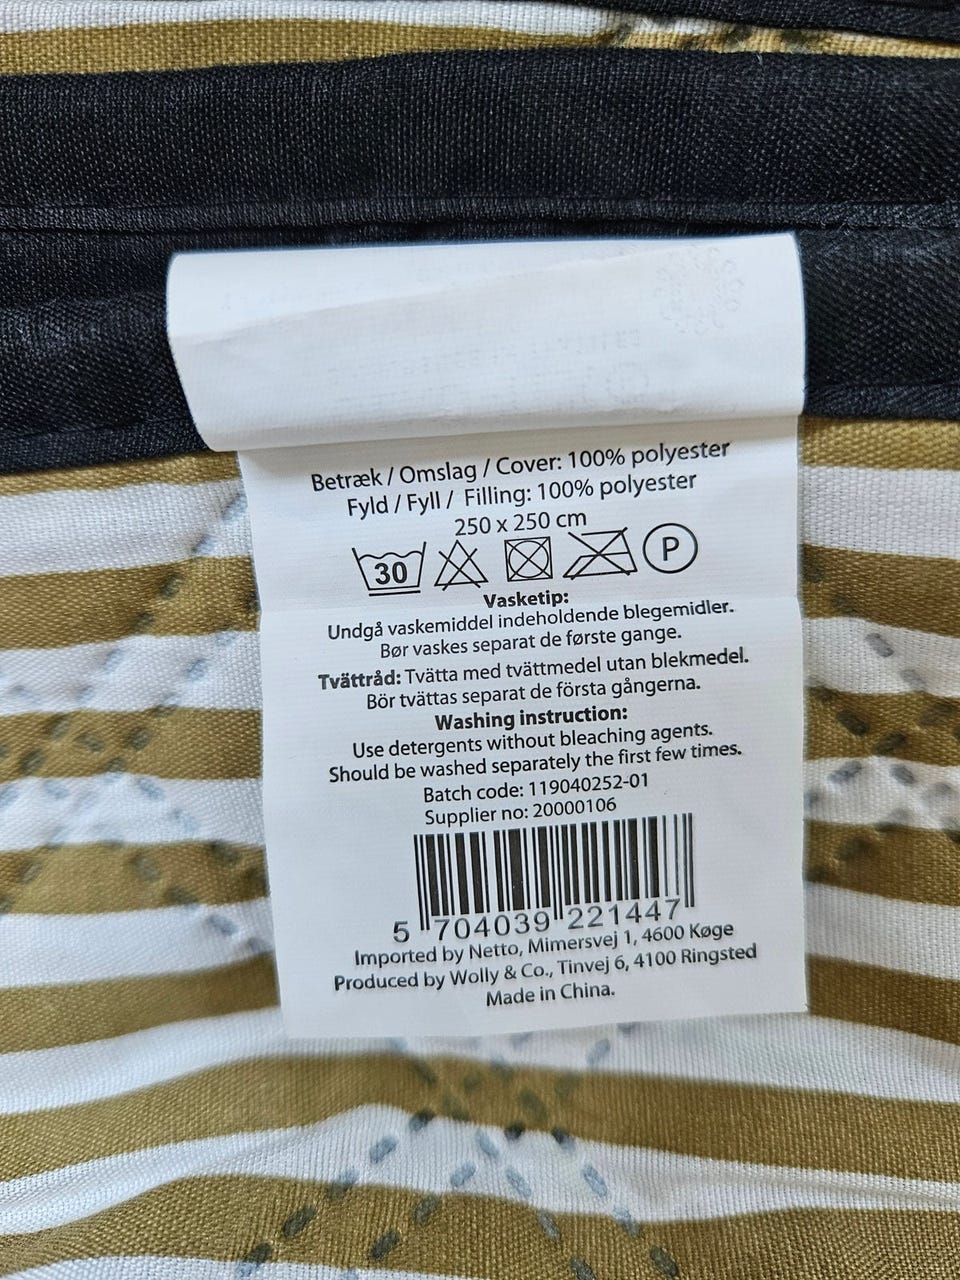 Betræk / Omslag / Cover: 100% polyester
Fyld / Fyll / Filling: 100% polyester
250 x 250 cm
30 P
Vasketip:
Undgå vaskemiddel indeholdende blegemidler.
Bør vaskes separat de første gange.
Tvättråd: Tvätta med tvättmedel utan blekmedel.
Bör tvättas separat de första gångerna.
Washing instruction:
Use detergents without bleaching agents.
Should be washed separately the first few times.
Batch code: 119040252-01
Supplier no: 20000106
5 704039 221447
Imported by Netto, Mimersvej 1, 4600 Køge
Produced by Wolly & Co., Tinvej 6, 4100 Ringsted
Made in China.